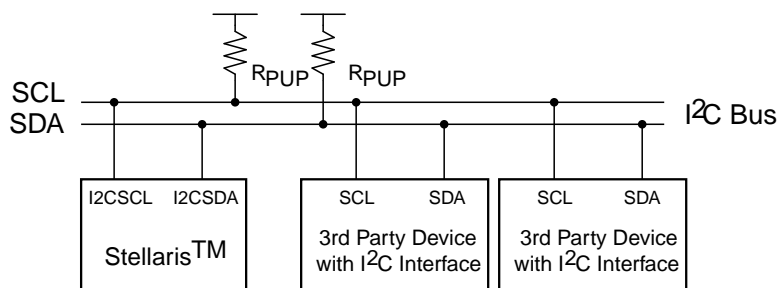 RPUP RPUP
SCL
SDA
I²C Bus
I2CSCL I2CSDA SCL SDA SCL SDA
Stellaris™
3rd Party Device
with I²C Interface
3rd Party Device
with I²C Interface